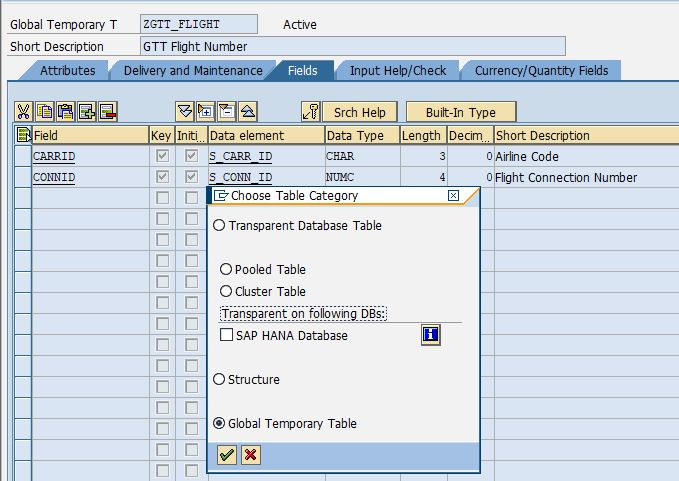 Global Temporary T ZGTT_FLIGHT Active
Short Description GTT Flight Number
Attributes Delivery and Maintenance Fields Input Help/Check Currency/Quantity Fields
Srch Help Built-In Type
Field Key Initi... Data element Data Type Length Decim... Short Description
CARRID S_CARR_ID CHAR 3 0 Airline Code
CONNID S_CONN_ID NUMC 4 0 Flight Connection Number
Choose Table Category
Transparent Database Table
Pooled Table
Cluster Table
Transparent on following DBs:
SAP HANA Database
Structure
Global Temporary Table